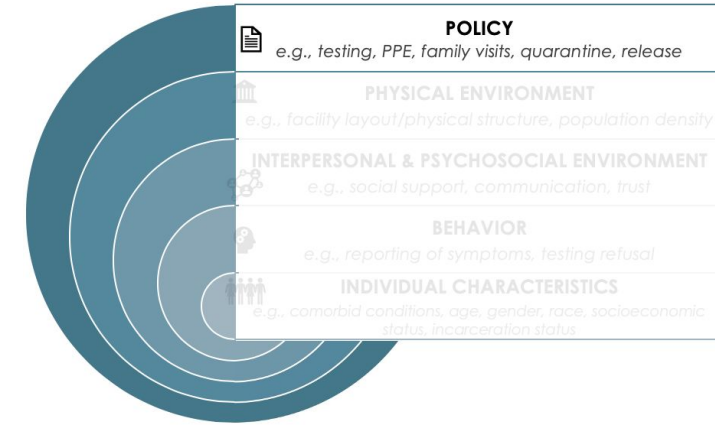 POLICY
e.g., testing, PPE, family visits, quarantine, release
PHYSICAL ENVIRONMENT
e.g., facility layout/physical structure, population density
INTERPERSONAL & PSYCHOSOCIAL ENVIRONMENT
e.g., social support, communication, trust
BEHAVIOR
e.g., reporting of symptoms, testing refusal
INDIVIDUAL CHARACTERISTICS
e.g., comorbid conditions, age, gender, race, socioeconomic
status, incarceration status